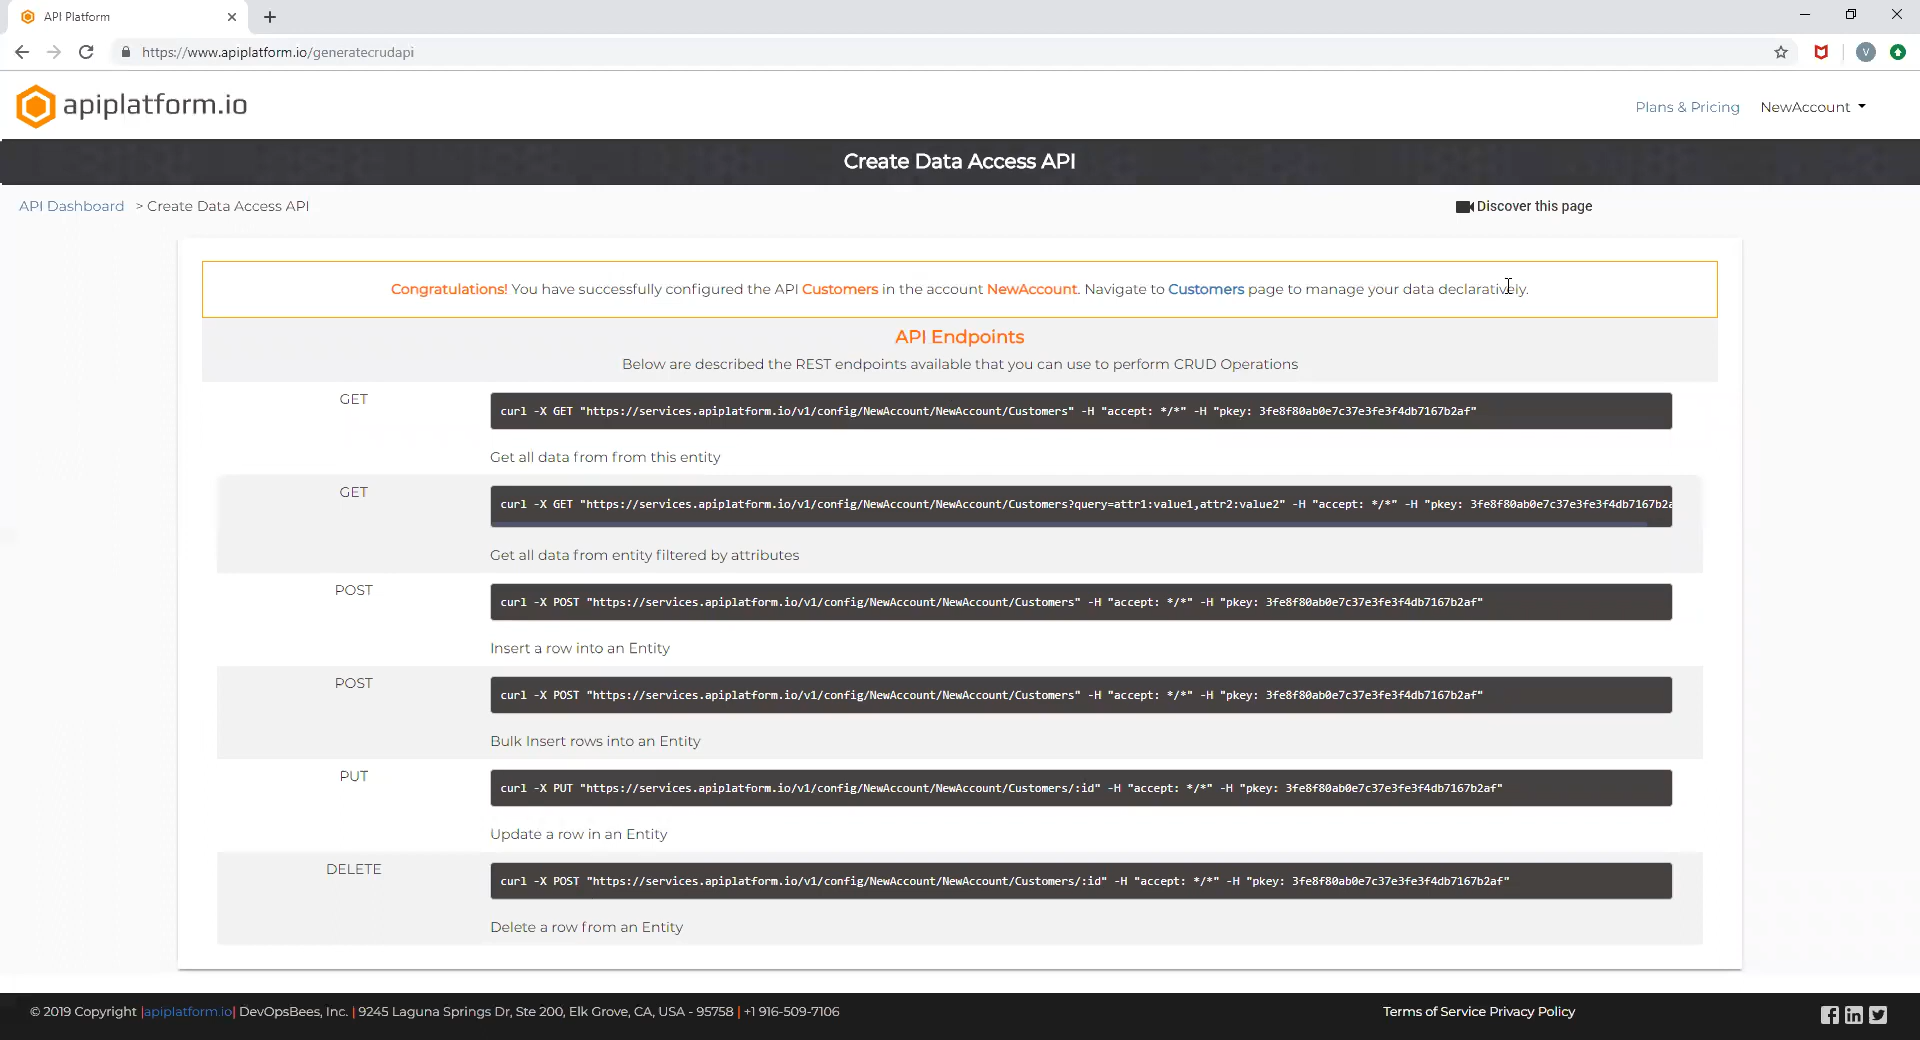 API Platform
https://www.apiplatform.io/generatecrudapi
V
apiplatform.io
Plans & Pricing NewAccount
Create Data Access API
API Dashboard > Create Data Access API
Discover this page
Congratulations! You have successfully configured the API Customers in the account NewAccount. Navigate to Customers page to manage your data declaratively.
API Endpoints
Below are described the REST endpoints available that you can use to perform CRUD Operations
GET
curl -X GET "https://services.apiplatform.io/v1/config/NewAccount/NewAccount/Customers" -H "accept: */*" -H "pkey: 3fe8f80ab0e7c37e3fe3f4db7167b2af"
Get all data from from this entity
GET
curl -X GET "https://services.apiplatform.io/v1/config/NewAccount/NewAccount/Customers?query=attr1:value1,attr2:value2" -H "accept: */*" -H "pkey: 3fe8f80ab0e7c37e3fe3f4db7167b2a
Get all data from entity filtered by attributes
POST
curl -X POST "https://services.apiplatform.io/v1/config/NewAccount/NewAccount/Customers" -H "accept: */*" -H "pkey: 3fe8f80ab0e7c37e3fe3f4db7167b2af"
Insert a row into an Entity
POST
curl -X POST "https://services.apiplatform.io/v1/config/NewAccount/NewAccount/Customers" -H "accept: */*" -H "pkey: 3fe8f80ab0e7c37e3fe3f4db7167b2af"
Bulk Insert rows into an Entity
PUT
curl -X PUT "https://services.apiplatform.io/v1/config/NewAccount/NewAccount/Customers/:id" -H "accept: */*" -H "pkey: 3fe8f80ab0e7c37e3fe3f4db7167b2af"
Update a row in an Entity
DELETE
curl -X POST "https://services.apiplatform.io/v1/config/NewAccount/NewAccount/Customers/:id" -H "accept: */*" -H "pkey: 3fe8f80ab0e7c37e3fe3f4db7167b2af"
Delete a row from an Entity
© 2019 Copyright |apiplatform.io| DevOpsBees, Inc. | 9245 Laguna Springs Dr, Ste 200, Elk Grove, CA, USA - 95758 | +1 916-509-7106
Terms of Service Privacy Policy